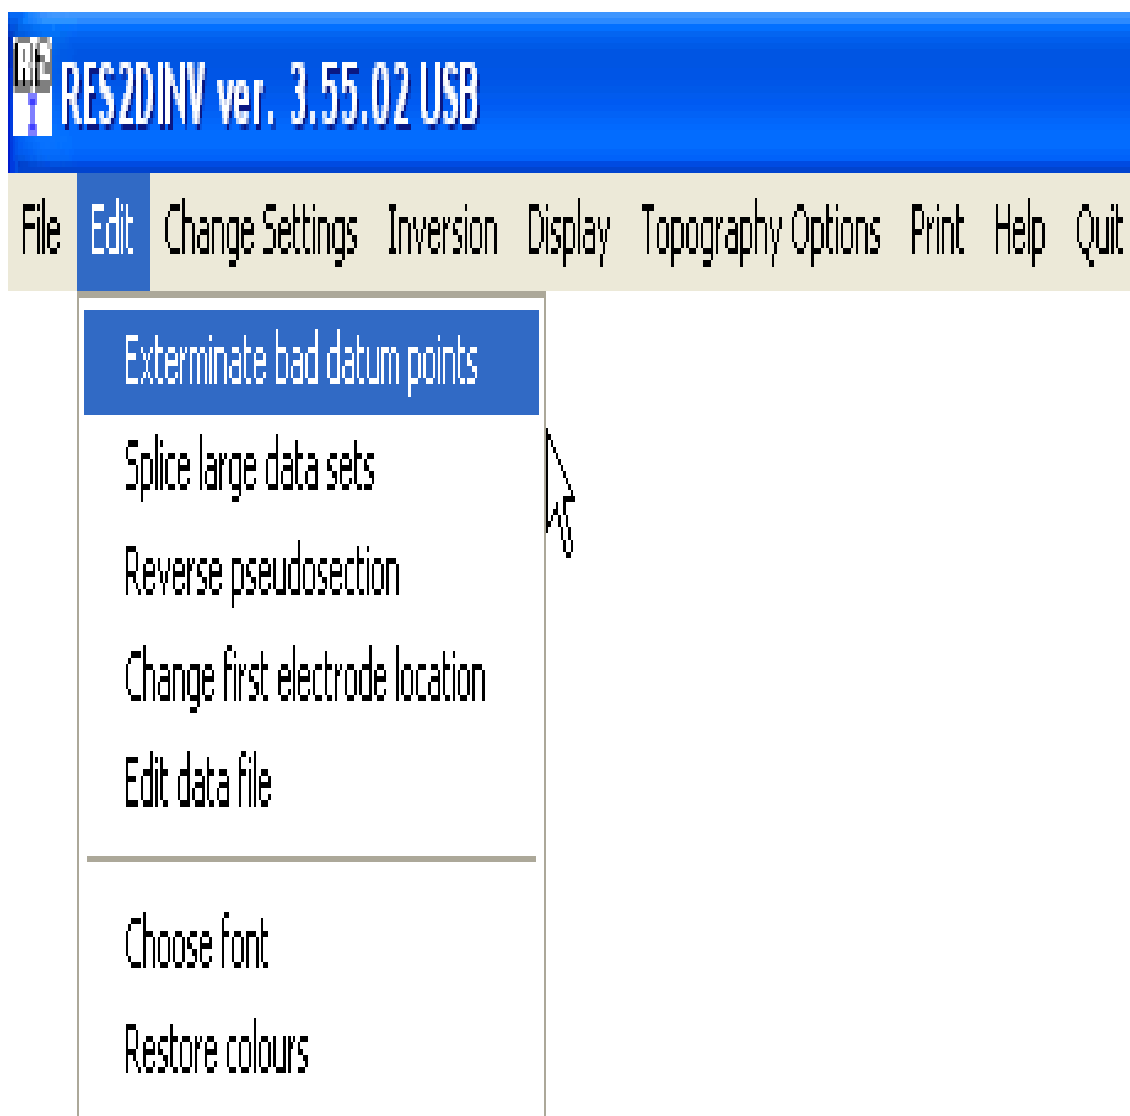 RES2DINV ver. 3.55.02 USB
File Edit Change Settings Inversion Display Topography Options Print Help Quit
Exterminate bad datum points
Splice large data sets
Reverse pseudosection
Change first electrode location
Edit data file
Choose font
Restore colours